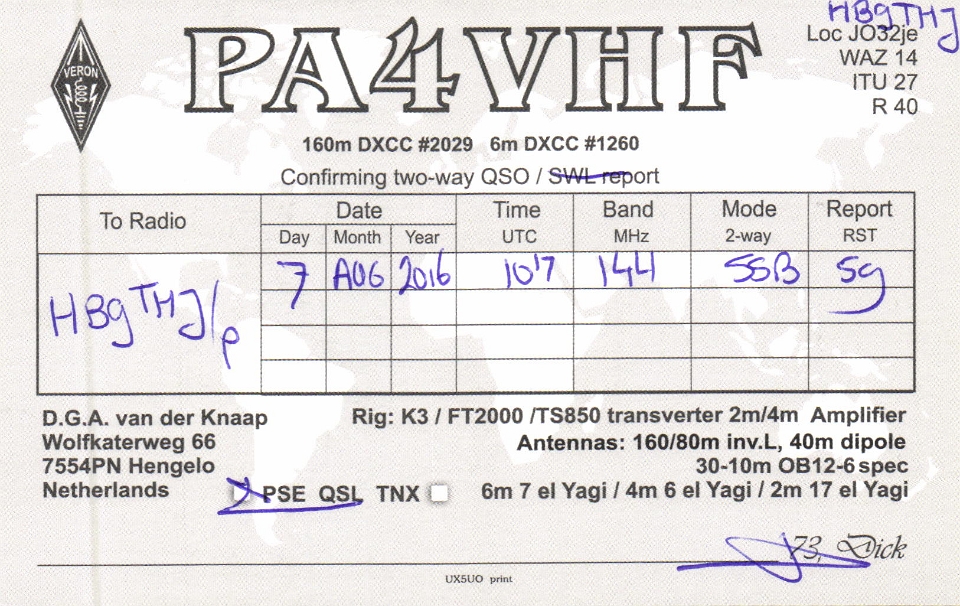 HB9THJ
VERON
PA4VHF
Loc JO32je
WAZ 14
ITU 27
R 40
160m DXCC #2029 6m DXCC #1260
Confirming two-way QSO / SWL report
To Radio Date Time Band Mode Report
Day Month Year UTC MHz 2-way RST
HB9THJ/p 7 AUG 2016 1017 144 SSB 59
D.G.A. van der Knaap
Wolfkaterweg 66
7554PN Hengelo
Netherlands
Rig: K3 / FT2000 /TS850 transverter 2m/4m Amplifier
Antennas: 160/80m inv.L, 40m dipole
30-10m OB12-6 spec
6m 7 el Yagi / 4m 6 el Yagi / 2m 17 el Yagi
PSE QSL TNX
73, Dick
UX5UO print